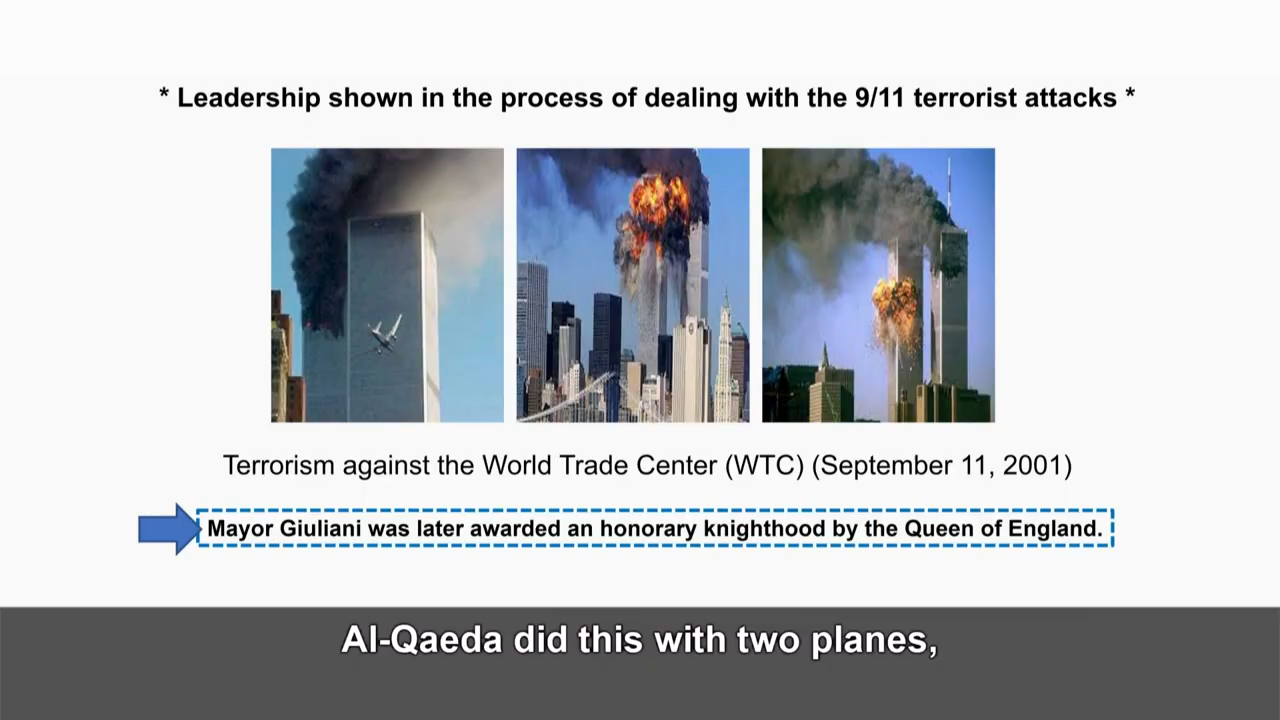 * Leadership shown in the process of dealing with the 9/11 terrorist attacks *
Terrorism against the World Trade Center (WTC) (September 11, 2001)
Mayor Giuliani was later awarded an honorary knighthood by the Queen of England.
Al-Qaeda did this with two planes,